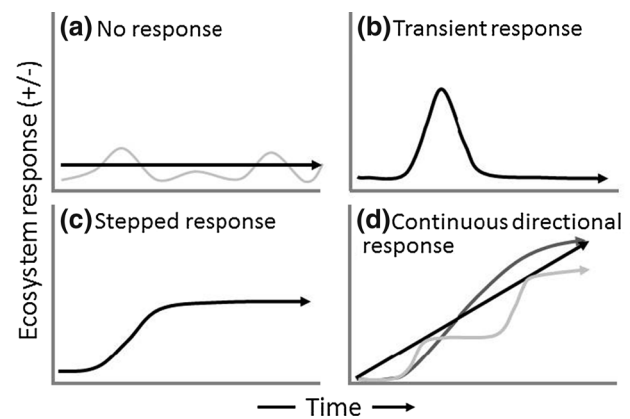 (a) No response
(b) Transient response
Ecosystem response (+/-)
(c) Stepped response
(d) Continuous directional
response
Time